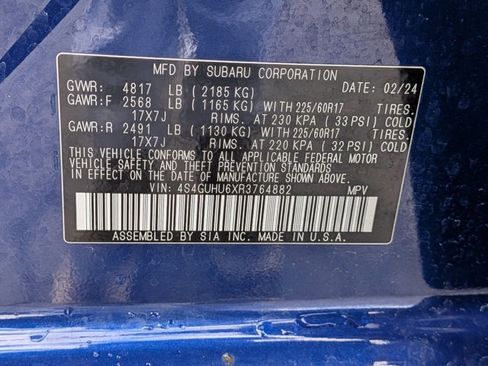 MFD BY SUBARU CORPORATION
GVWR: 4817 LB ( 2185 KG) DATE: 02/24
GAWR:F 2568 LB ( 1165 KG) WITH 225/60R17 TIRES.
17X7J RIMS. AT 230 KPA ( 33 PSI) COLD
GAWR:R 2491 LB ( 1130 KG) WITH 225/60R17 TIRES.
17X7J RIMS. AT 220 KPA ( 32 PSI) COLD
THIS VEHICLE CONFORMS TO ALL APPLICABLE FEDERAL MOTOR
VEHICLE SAFETY AND THEFT PREVENTION STANDARDS IN
EFFECT ON THE DATE OF MANUFACTURE SHOWN ABOVE.
VIN: 4S4GUHU6XR3764882 MPV
ASSEMBLED BY SIA INC. MADE IN U.S.A.